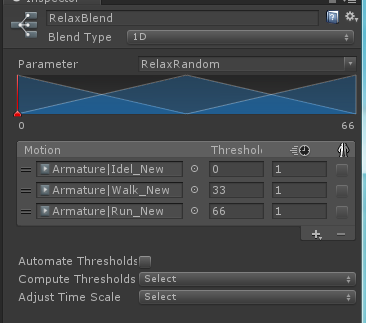 Inspector
RelaxBlend
Blend Type 1D
Parameter RelaxRandom
0 66
Motion Threshold
Armature|Idel_New 0 1
Armature|Walk_New 33 1
Armature|Run_New 66 1
Automate Thresholds
Compute Thresholds Select
Adjust Time Scale Select